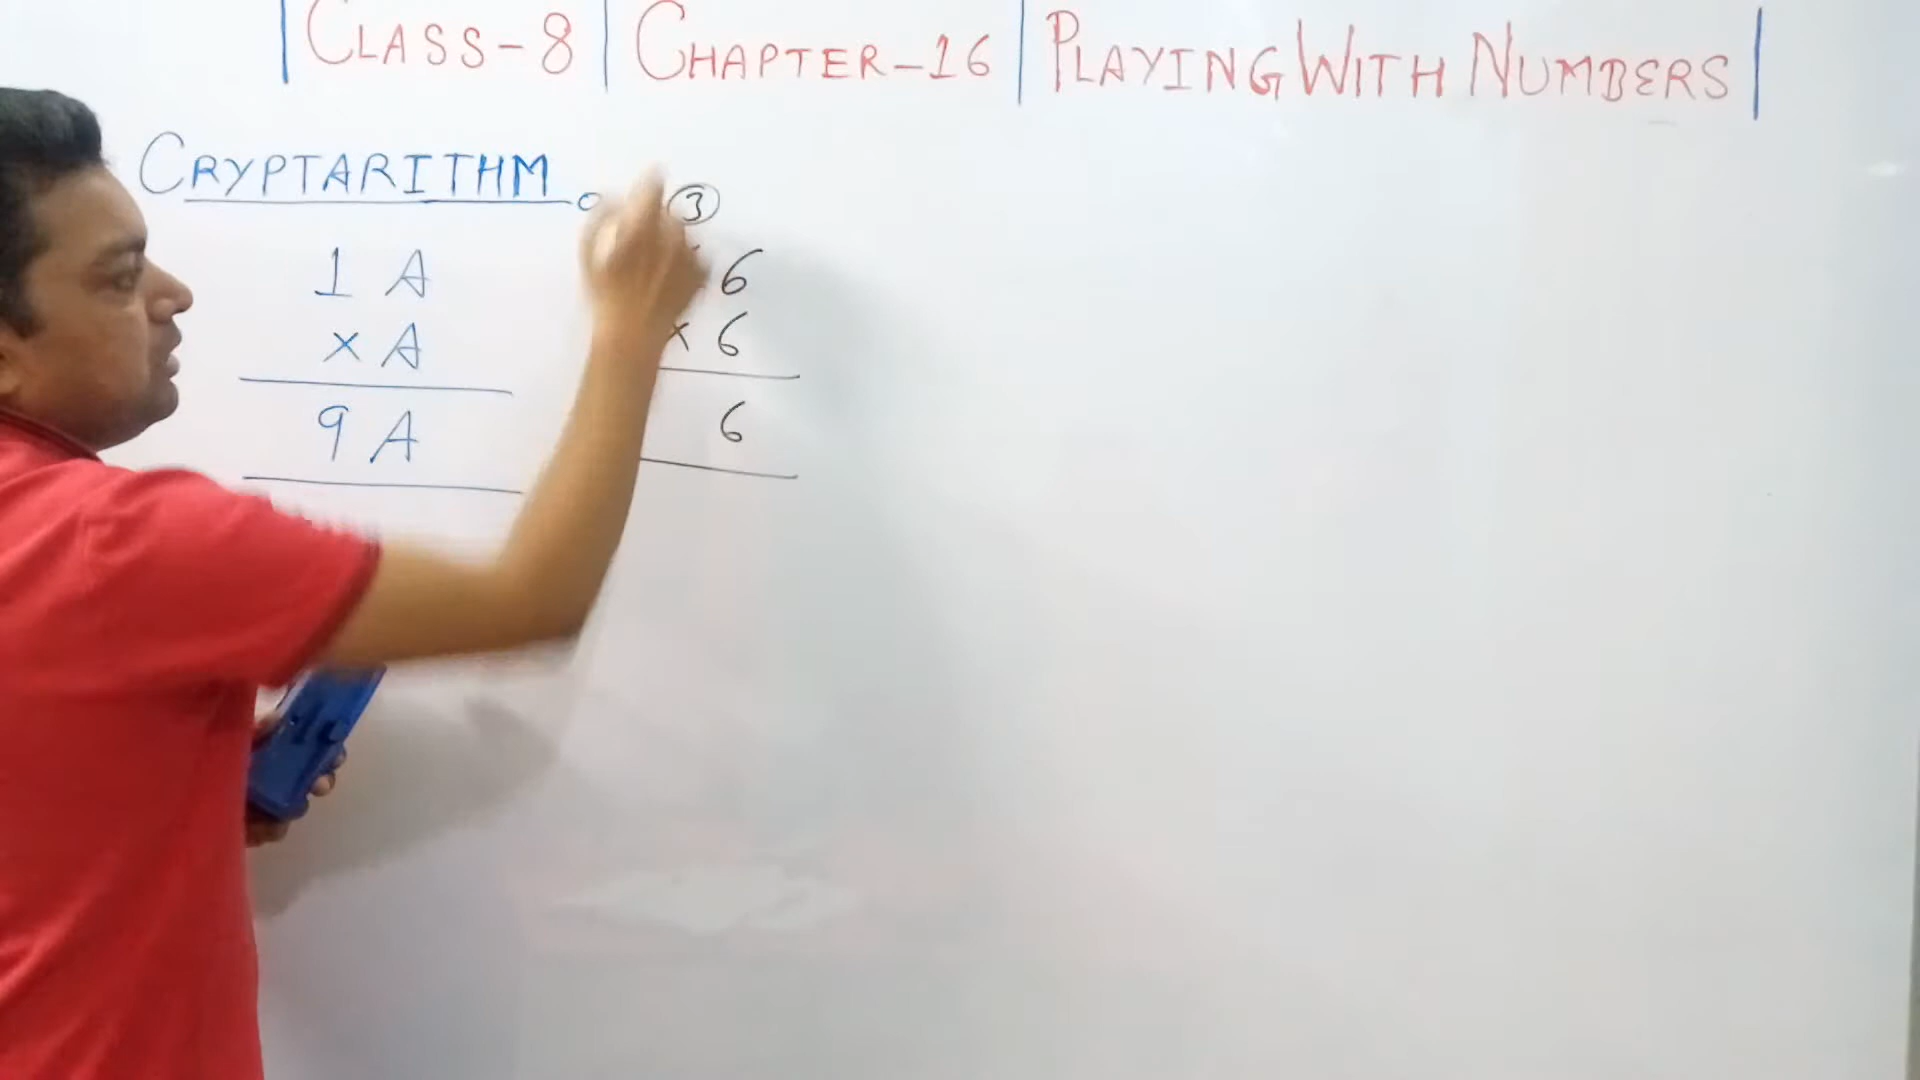 | CLASS-8 | CHAPTER-16 | PLAYING WITH NUMBERS |
CRYPTARITHM
3
1 A
6
× A
× 6
9 A
6